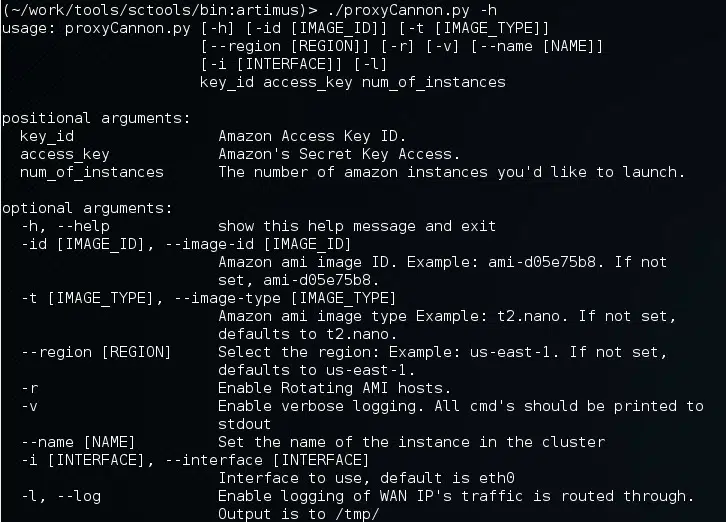 (~/work/tools/sctools/bin:artimus)> ./proxyCannon.py -h
usage: proxyCannon.py [-h] [-id [IMAGE_ID]] [-t [IMAGE_TYPE]]
[--region [REGION]] [-r] [-v] [--name [NAME]]
[-i [INTERFACE]] [-l]
key_id access_key num_of_instances
positional arguments:
key_id Amazon Access Key ID.
access_key Amazon's Secret Key Access.
num_of_instances The number of amazon instances you'd like to launch.
optional arguments:
-h, --help show this help message and exit
-id [IMAGE_ID], --image-id [IMAGE_ID]
Amazon ami image ID. Example: ami-d05e75b8. If not
set, ami-d05e75b8.
-t [IMAGE_TYPE], --image-type [IMAGE_TYPE]
Amazon ami image type Example: t2.nano. If not set,
defaults to t2.nano.
--region [REGION] Select the region: Example: us-east-1. If not set,
defaults to us-east-1.
-r Enable Rotating AMI hosts.
-v Enable verbose logging. All cmd's should be printed to
stdout
--name [NAME] Set the name of the instance in the cluster
-i [INTERFACE], --interface [INTERFACE]
Interface to use, default is eth0
-l, --log Enable logging of WAN IP's traffic is routed through.
Output is to /tmp/